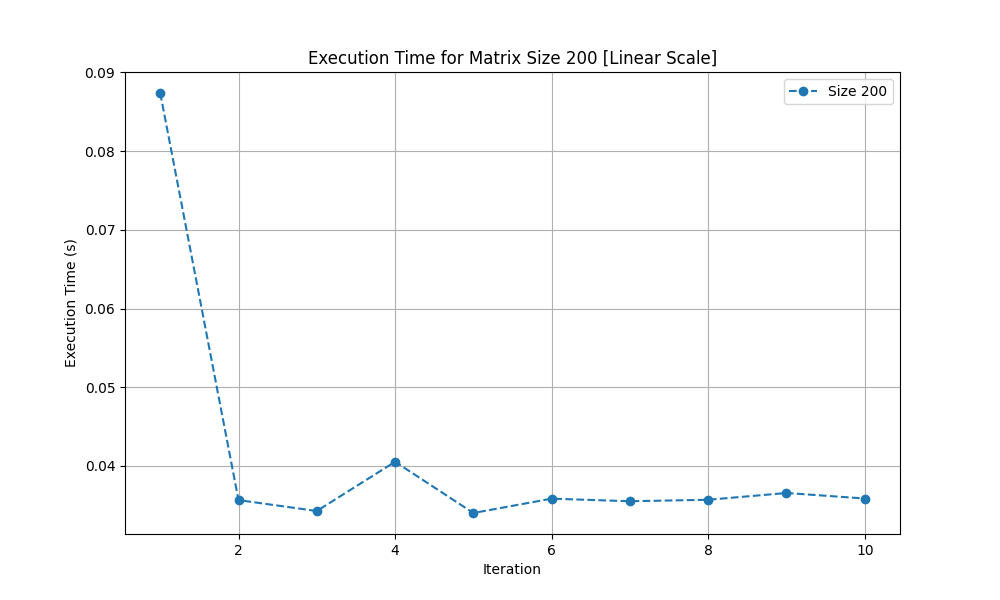 Execution Time for Matrix Size 200 [Linear Scale]
Size 200
Execution Time (s)
0.09
0.08
0.07
0.06
0.05
0.04
2
4
6
8
10
Iteration